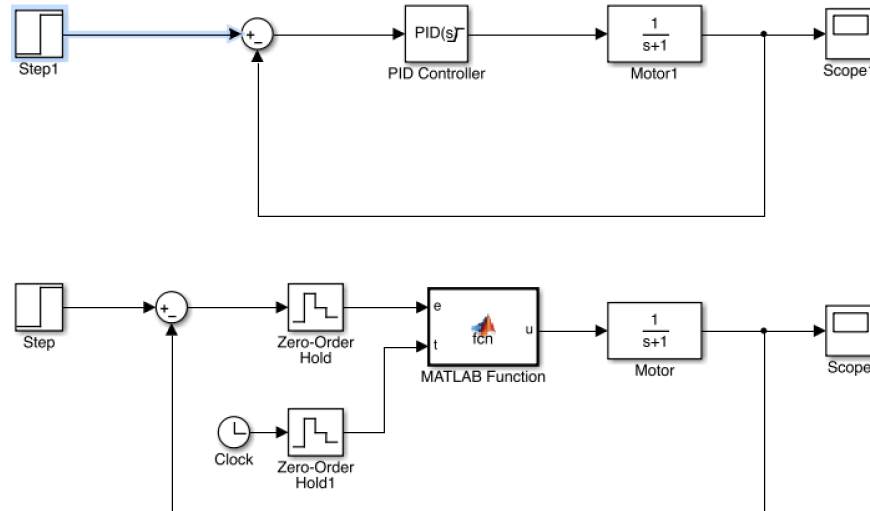 PID(s)
1
s+1
Step1
PID Controller
Motor1
Scope1
e
t
fcn
u
1
s+1
Step
Zero-Order
Hold
MATLAB Function
Motor
Scope
Clock
Zero-Order
Hold1